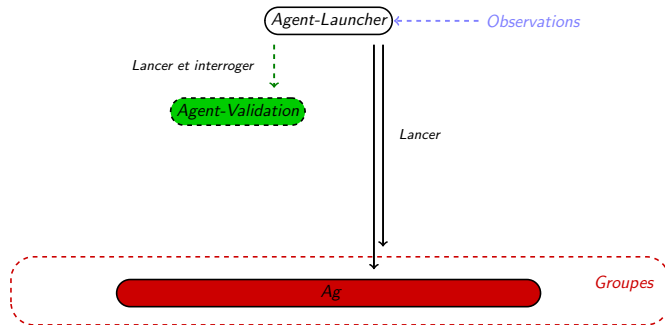 Agent-Launcher
Observations
Lancer et interroger
Agent-Validation
Lancer
Groupes
Ag